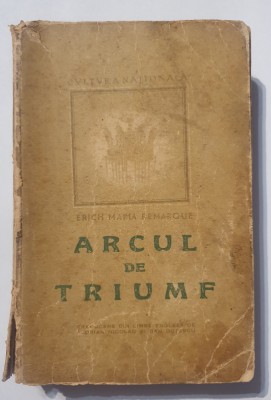 CULTURA NAȚIONALĂ
ERICH MARIA REMARQUE
ARCUL
DE
TRIUMF